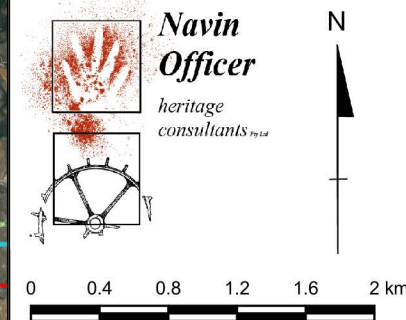 Navin
Officer
heritage
consultants Pty Ltd
N
0 0.4 0.8 1.2 1.6 2 km